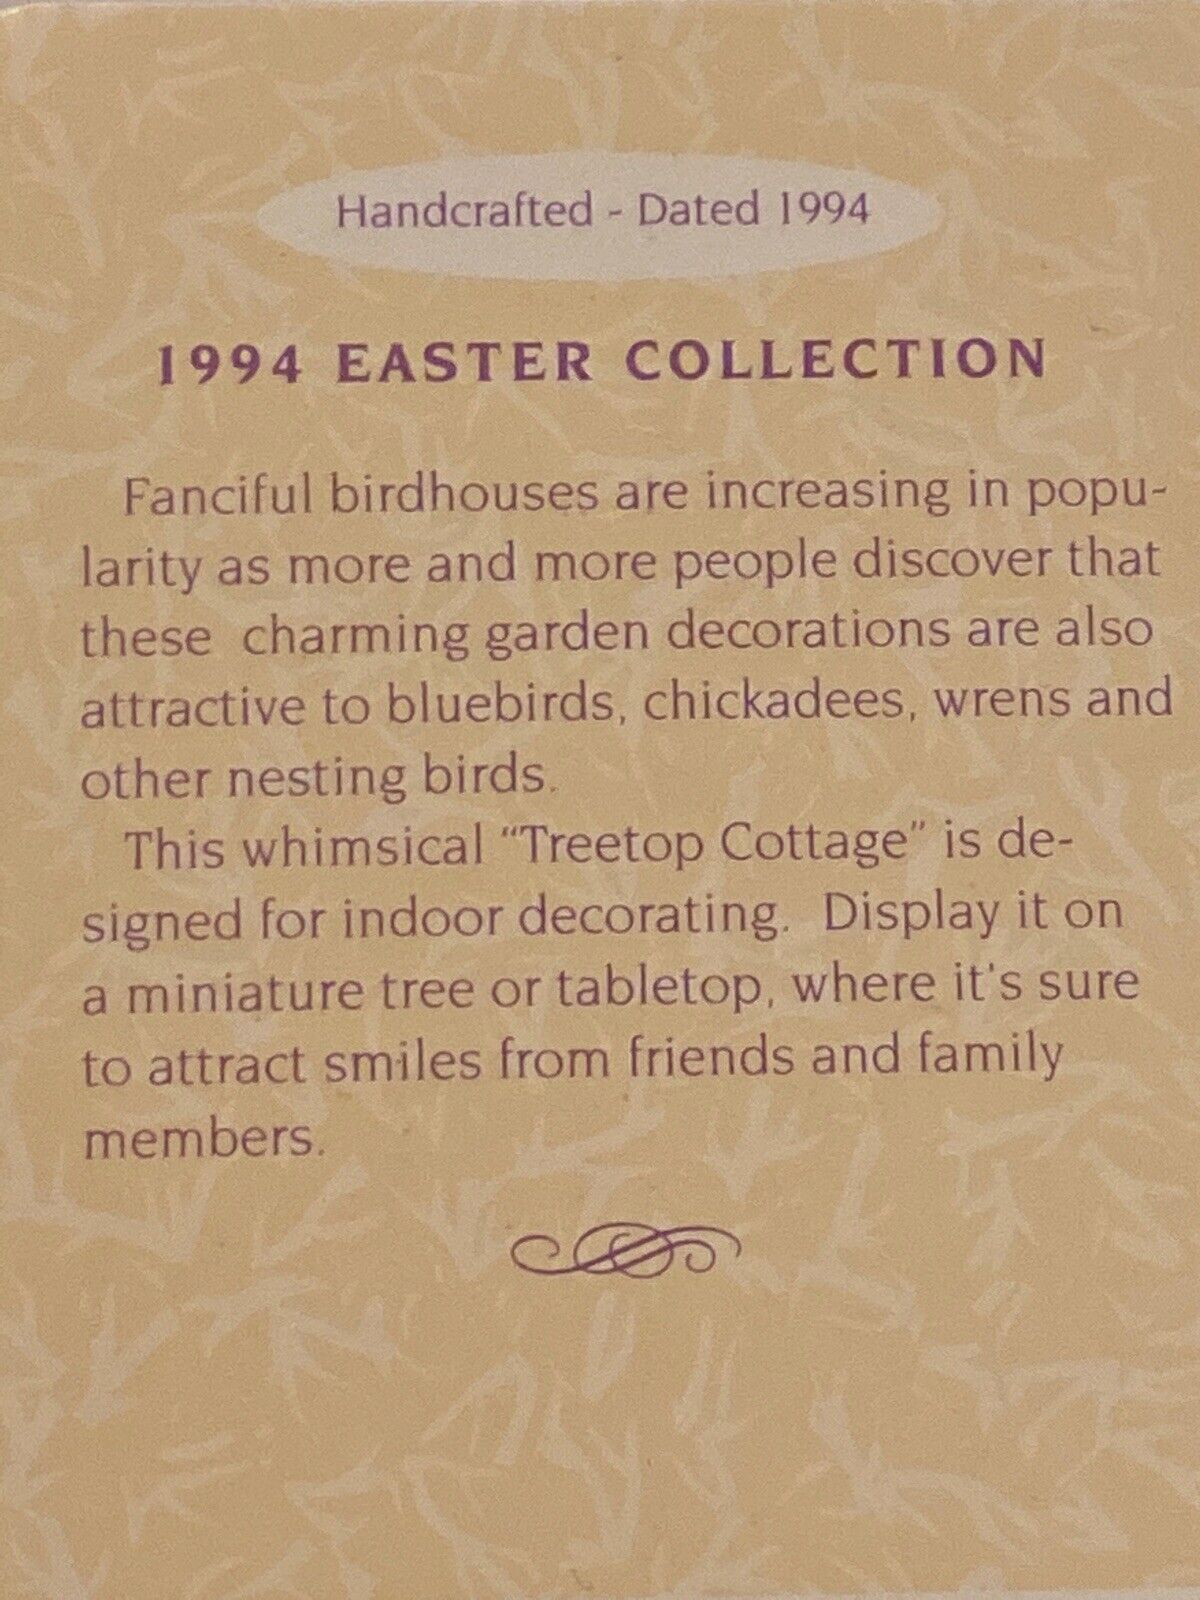 Handcrafted - Dated 1994
1994 EASTER COLLECTION
Fanciful birdhouses are increasing in popu-
larity as more and more people discover that
these charming garden decorations are also
attractive to bluebirds, chickadees, wrens and
other nesting birds.
This whimsical “Treetop Cottage” is de-
signed for indoor decorating. Display it on
a miniature tree or tabletop, where it's sure
to attract smiles from friends and family
members.